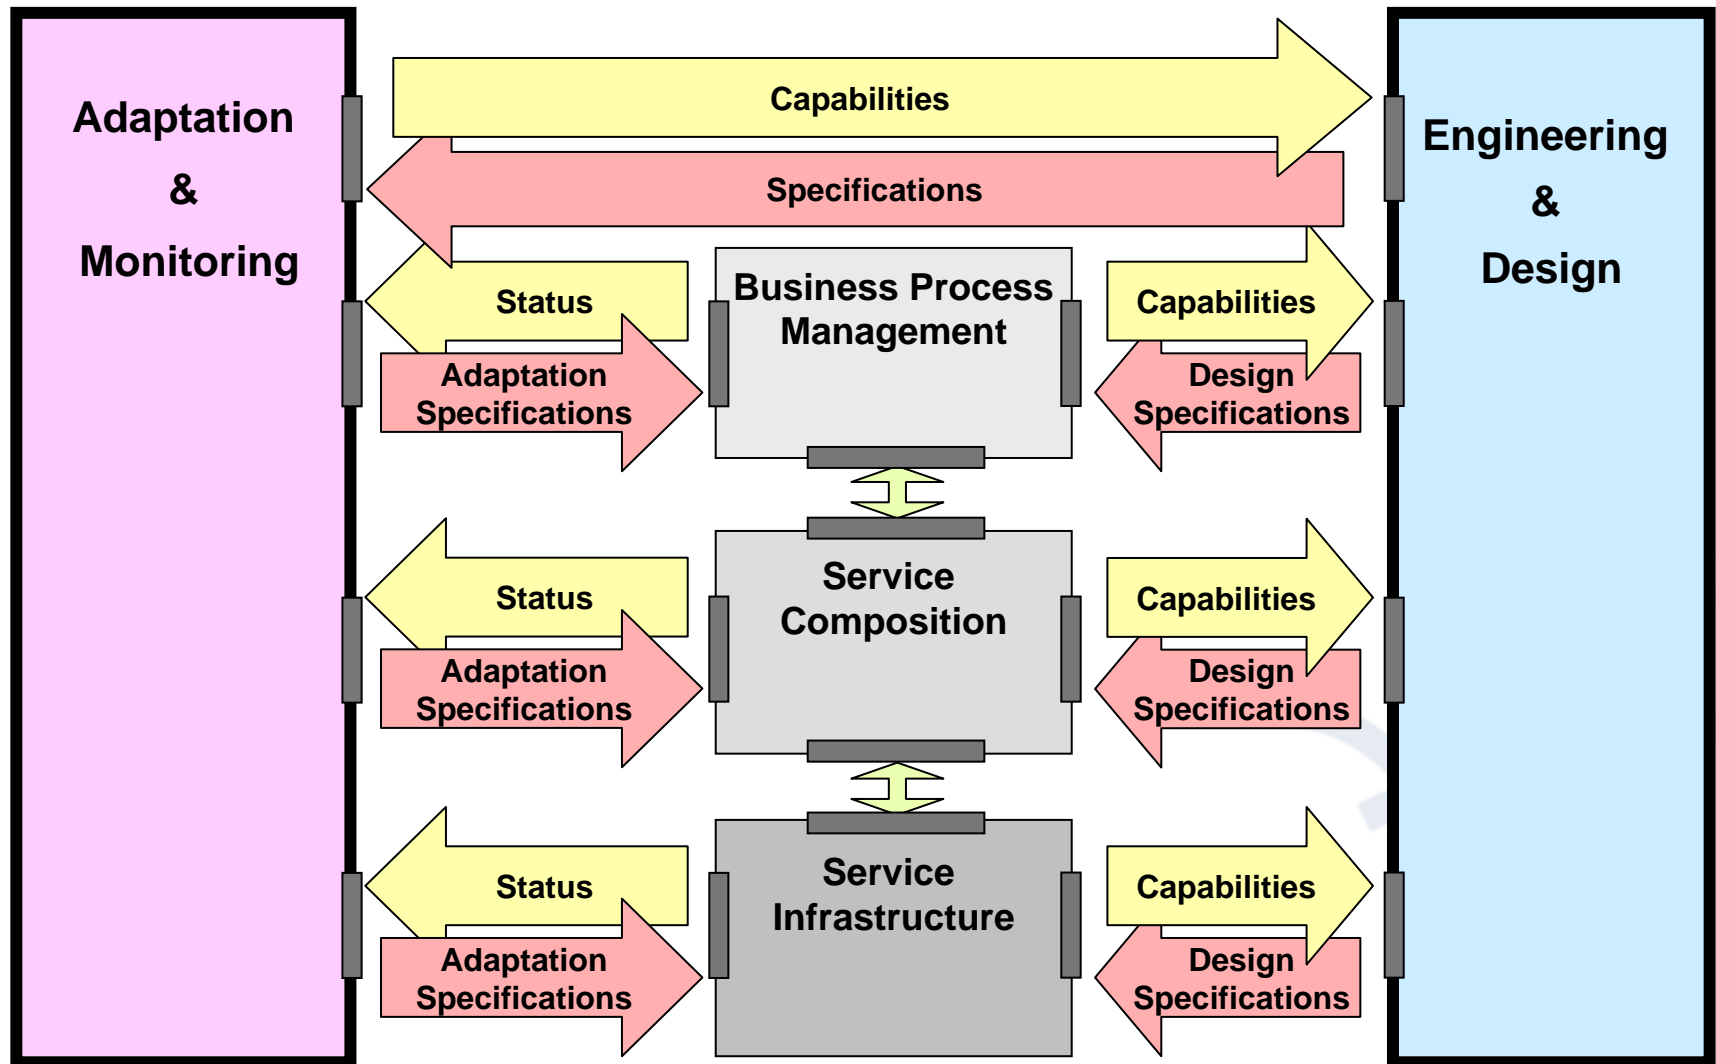 Adaptation
&
Monitoring
Capabilities
Specifications
Engineering
&
Design
Status
Adaptation
Specifications
Business Process
Management
Capabilities
Design
Specifications
Status
Adaptation
Specifications
Service
Composition
Capabilities
Design
Specifications
Status
Adaptation
Specifications
Service
Infrastructure
Capabilities
Design
Specifications